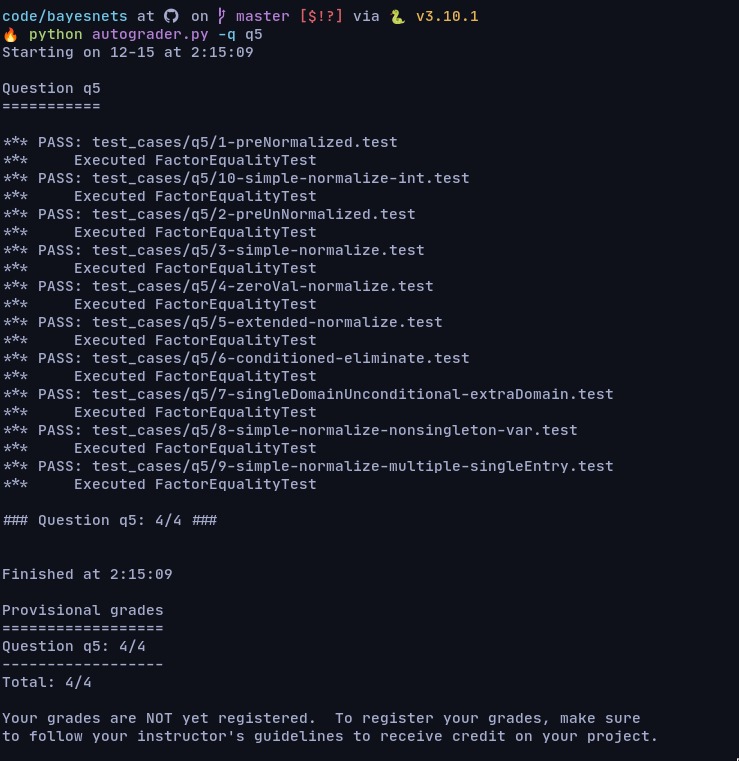 code/bayesnets at on master [$!?] via v3.10.1
python autograder.py -q q5
Starting on 12-15 at 2:15:09
Question q5
===========
*** PASS: test_cases/q5/1-preNormalized.test
***     Executed FactorEqualityTest
*** PASS: test_cases/q5/10-simple-normalize-int.test
***     Executed FactorEqualityTest
*** PASS: test_cases/q5/2-preUnNormalized.test
***     Executed FactorEqualityTest
*** PASS: test_cases/q5/3-simple-normalize.test
***     Executed FactorEqualityTest
*** PASS: test_cases/q5/4-zeroVal-normalize.test
***     Executed FactorEqualityTest
*** PASS: test_cases/q5/5-extended-normalize.test
***     Executed FactorEqualityTest
*** PASS: test_cases/q5/6-conditioned-eliminate.test
***     Executed FactorEqualityTest
*** PASS: test_cases/q5/7-singleDomainUnconditional-extraDomain.test
***     Executed FactorEqualityTest
*** PASS: test_cases/q5/8-simple-normalize-nonsingleton-var.test
***     Executed FactorEqualityTest
*** PASS: test_cases/q5/9-simple-normalize-multiple-singleEntry.test
***     Executed FactorEqualityTest
### Question q5: 4/4 ###
Finished at 2:15:09
Provisional grades
==================
Question q5: 4/4
------------------
Total: 4/4
Your grades are NOT yet registered.  To register your grades, make sure
to follow your instructor's guidelines to receive credit on your project.